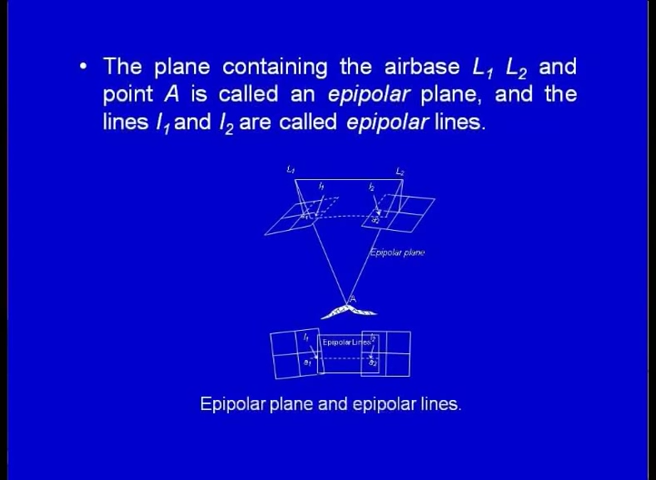 • The plane containing the airbase L1 L2 and
point A is called an epipolar plane, and the
lines l1 and l2 are called epipolar lines.
L1 L2
l1 l2
a2
Epipolar plane
A
l1 Epipolar Lines l2
a1 a2
Epipolar plane and epipolar lines.